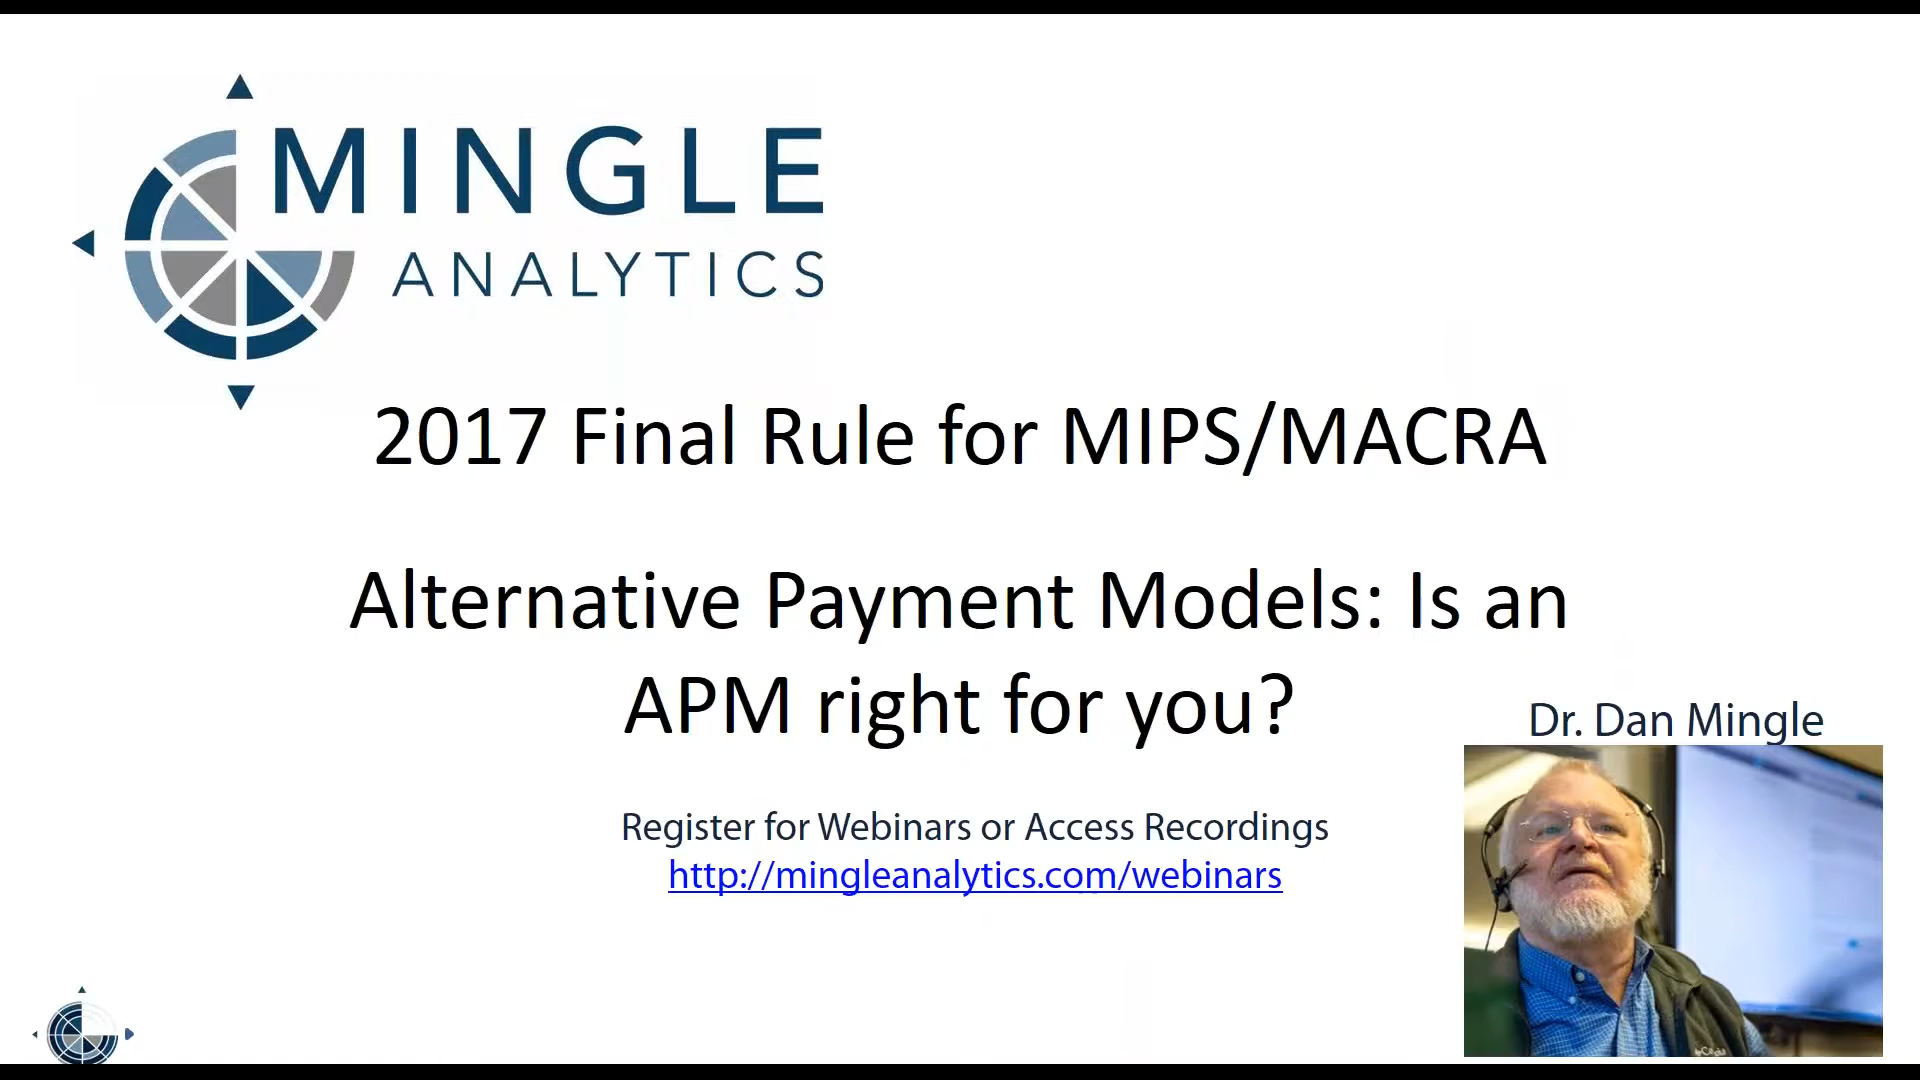 MINGLE
ANALYTICS
2017 Final Rule for MIPS/MACRA
Alternative Payment Models: Is an
APM right for you?
Dr. Dan Mingle
Register for Webinars or Access Recordings
http://mingleanalytics.com/webinars